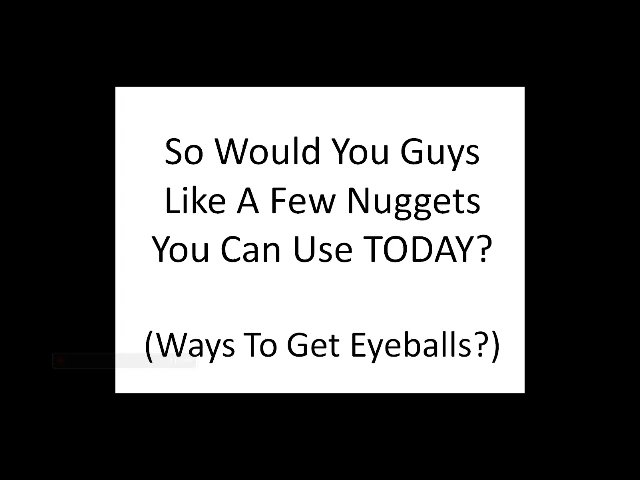 So Would You Guys
Like A Few Nuggets
You Can Use TODAY?
(Ways To Get Eyeballs?)